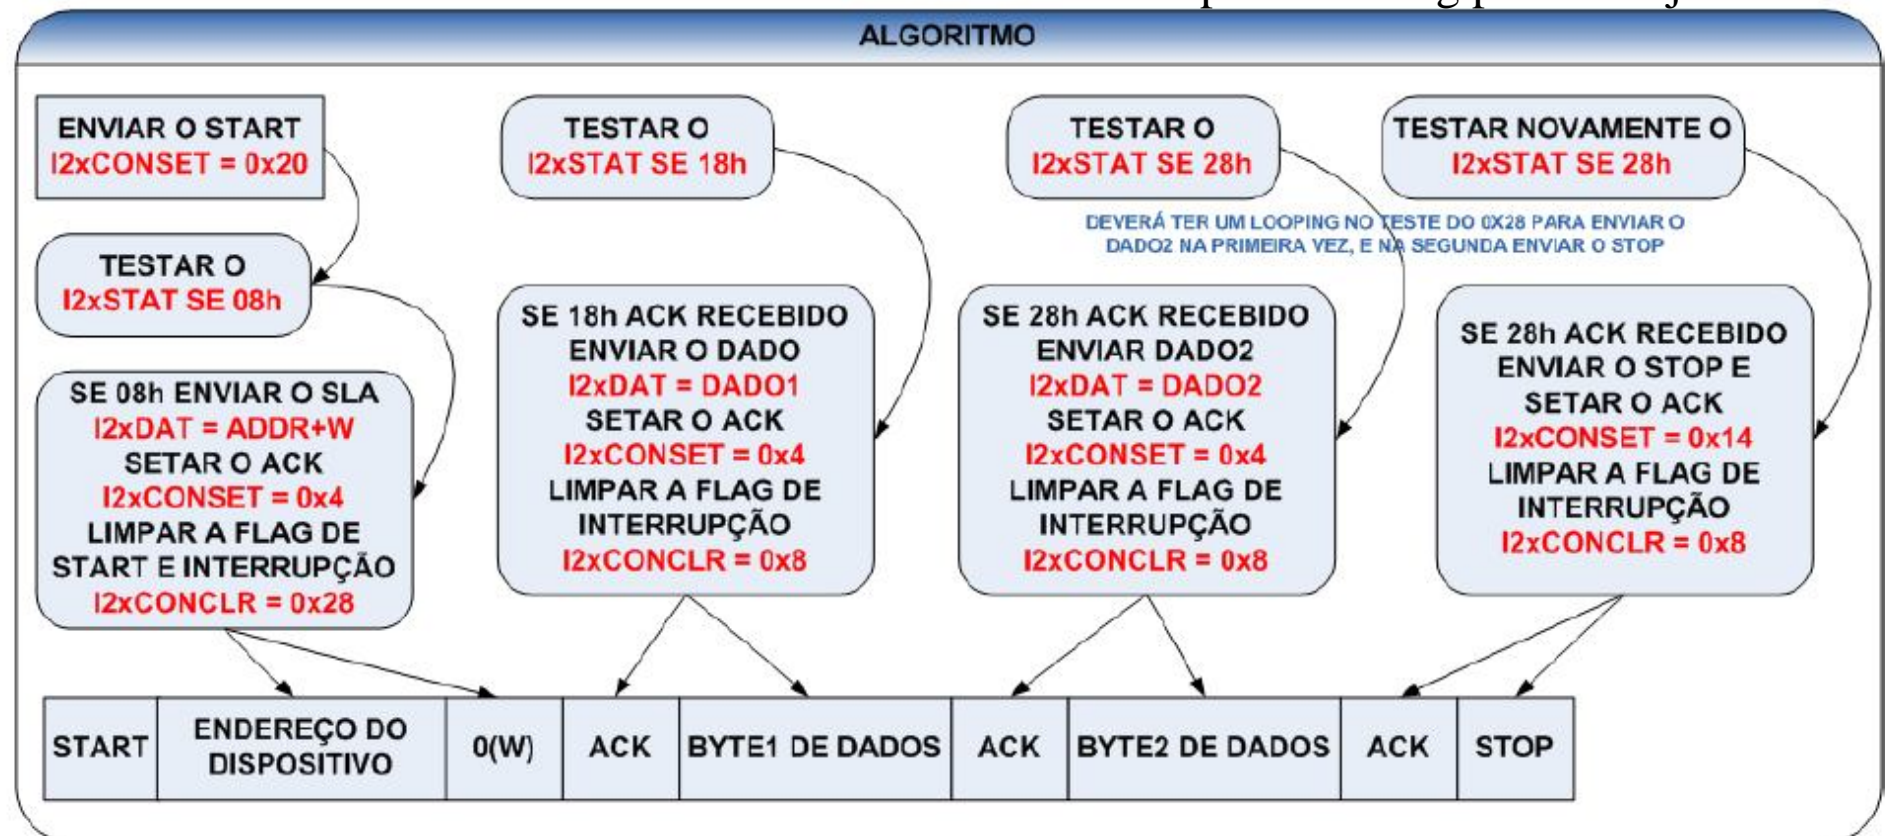 ALGORITMO
ENVIAR O START
I2xCONSET = 0x20
TESTAR O
I2xSTAT SE 08h
SE 08h ENVIAR O SLA
I2xDAT = ADDR+W
SETAR O ACK
I2xCONSET = 0x4
LIMPAR A FLAG DE
START E INTERRUPÇÃO
I2xCONCLR = 0x28
TESTAR O
I2xSTAT SE 18h
SE 18h ACK RECEBIDO
ENVIAR O DADO
I2xDAT = DADO1
SETAR O ACK
I2xCONSET = 0x4
LIMPAR A FLAG DE
INTERRUPÇÃO
I2xCONCLR = 0x8
TESTAR O
I2xSTAT SE 28h
TESTAR NOVAMENTE O
I2xSTAT SE 28h
DEVERÁ TER UM LOOPING NO TESTE DO 0X28 PARA ENVIAR O
DADO2 NA PRIMEIRA VEZ, E NA SEGUNDA ENVIAR O STOP
SE 28h ACK RECEBIDO
ENVIAR DADO2
I2xDAT = DADO2
SETAR O ACK
I2xCONSET = 0x4
LIMPAR A FLAG DE
INTERRUPÇÃO
I2xCONCLR = 0x8
SE 28h ACK RECEBIDO
ENVIAR O STOP E
SETAR O ACK
I2xCONSET = 0x14
LIMPAR A FLAG DE
INTERRUPÇÃO
I2xCONCLR = 0x8
START
ENDEREÇO DO
DISPOSITIVO
0(W)
ACK
BYTE1 DE DADOS
ACK
BYTE2 DE DADOS
ACK
STOP